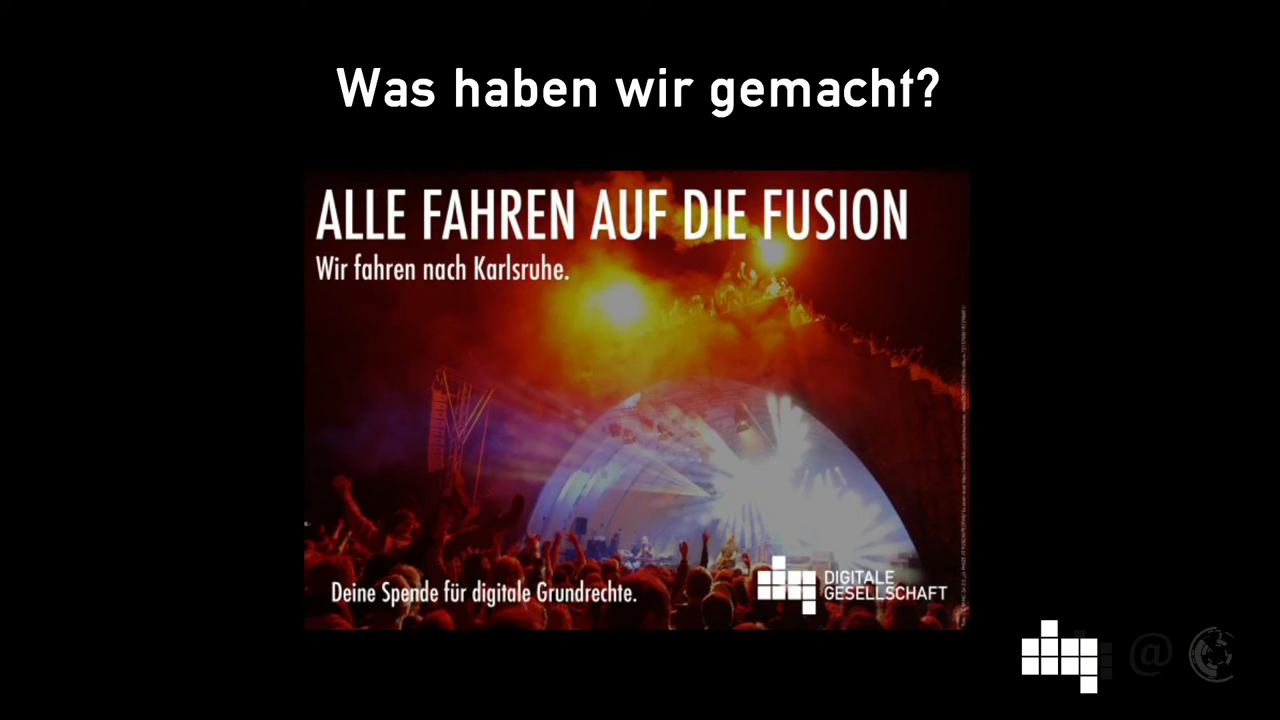 Was haben wir gemacht?
ALLE FAHREN AUF DIE FUSION
Wir fahren nach Karlsruhe.
Deine Spende für digitale Grundrechte.
DIGITALE
GESELLSCHAFT
@